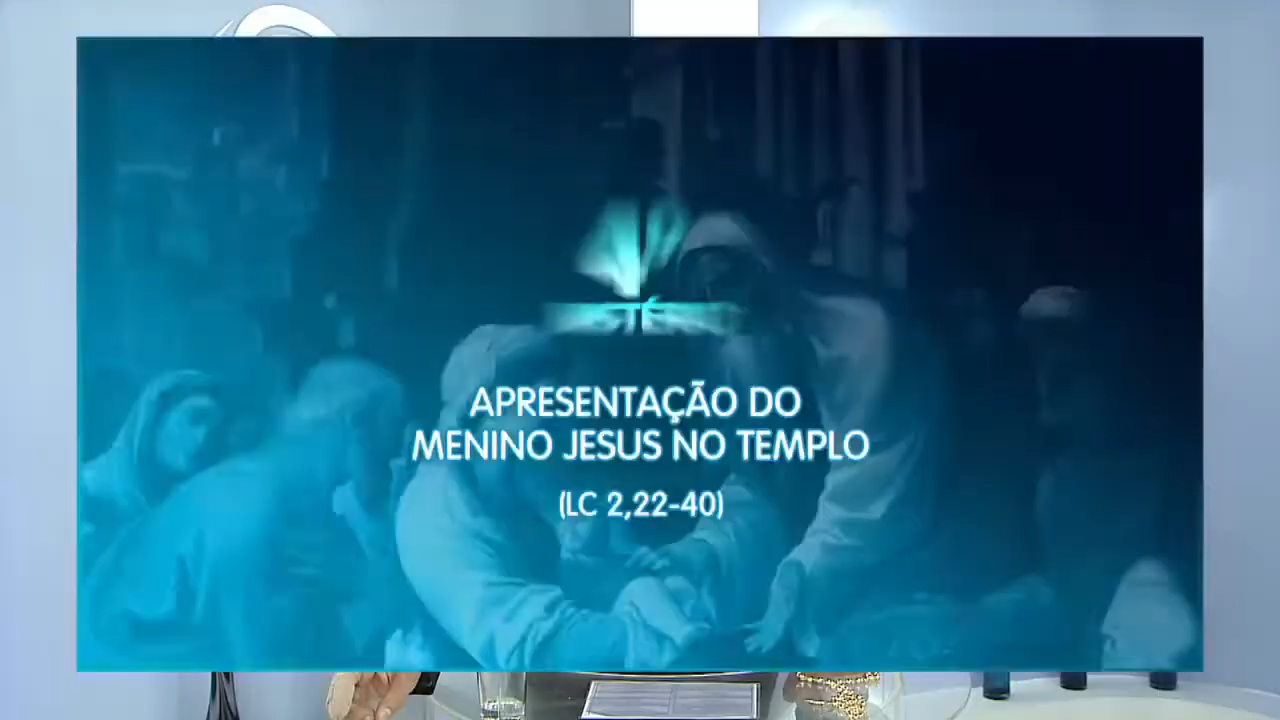 APRESENTAÇÃO DO
MENINO JESUS NO TEMPLO
(LC 2,22-40)